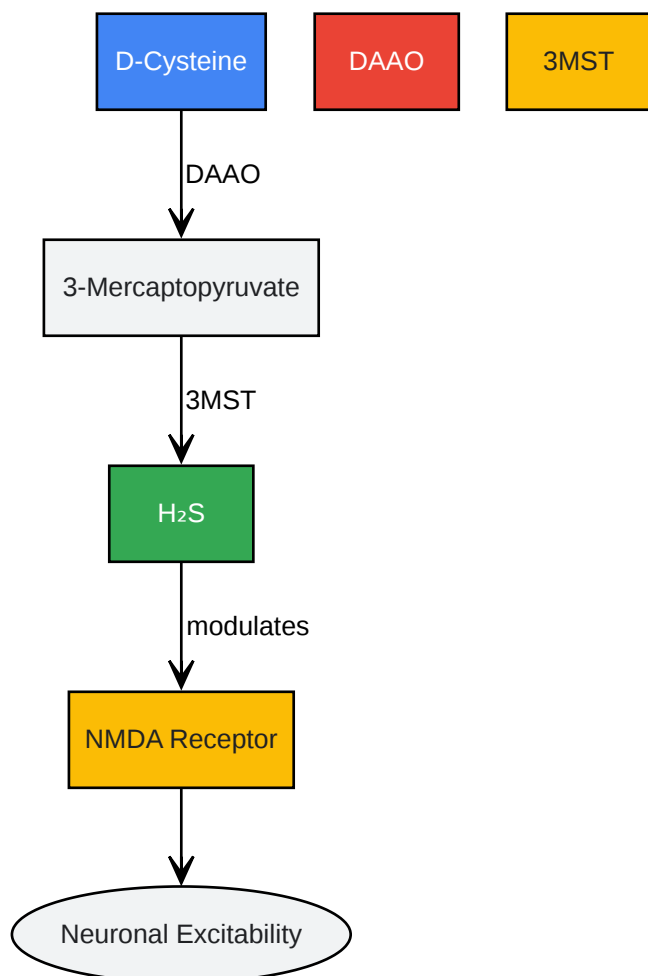 D-Cysteine
DAAO
3MST
DAAO
3-Mercaptopyruvate
3MST
H₂S
modulates
NMDA Receptor
Neuronal Excitability